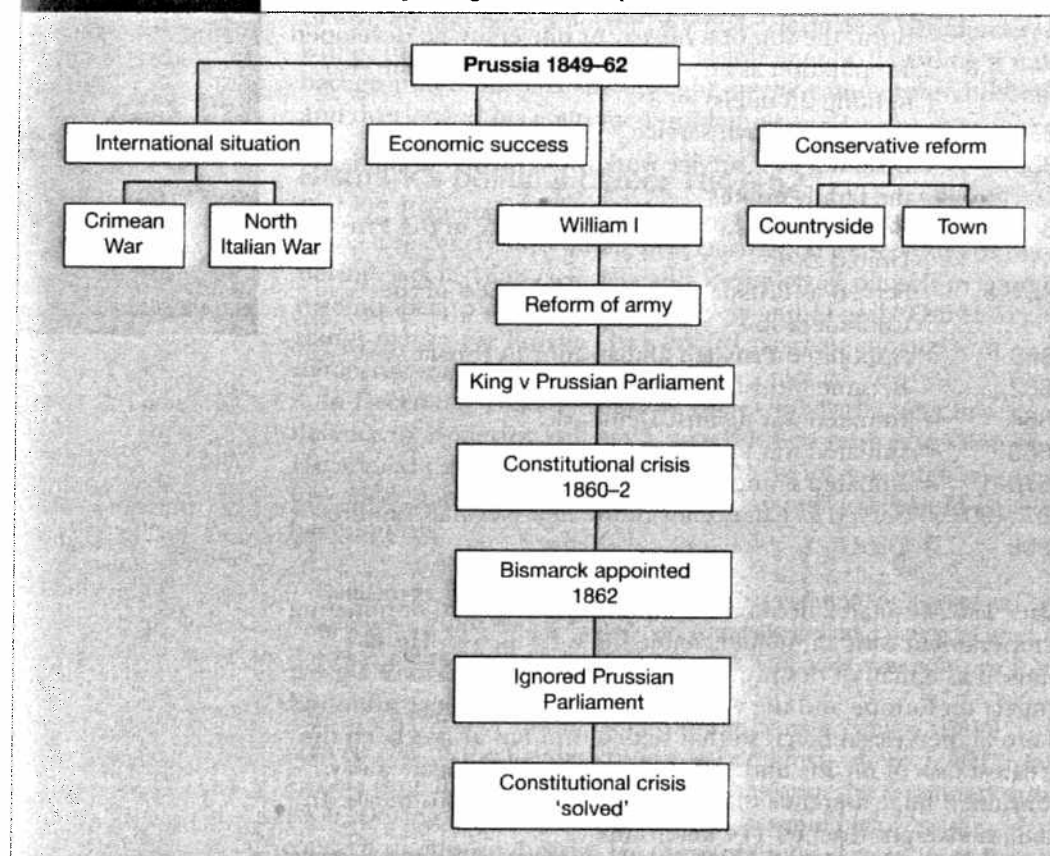 Prussia 1849–62
International situation
Economic success
Conservative reform
Crimean
War
North
Italian War
William I
Countryside
Town
Reform of army
King v Prussian Parliament
Constitutional crisis
1860–2
Bismarck appointed
1862
Ignored Prussian
Parliament
Constitutional crisis
'solved'